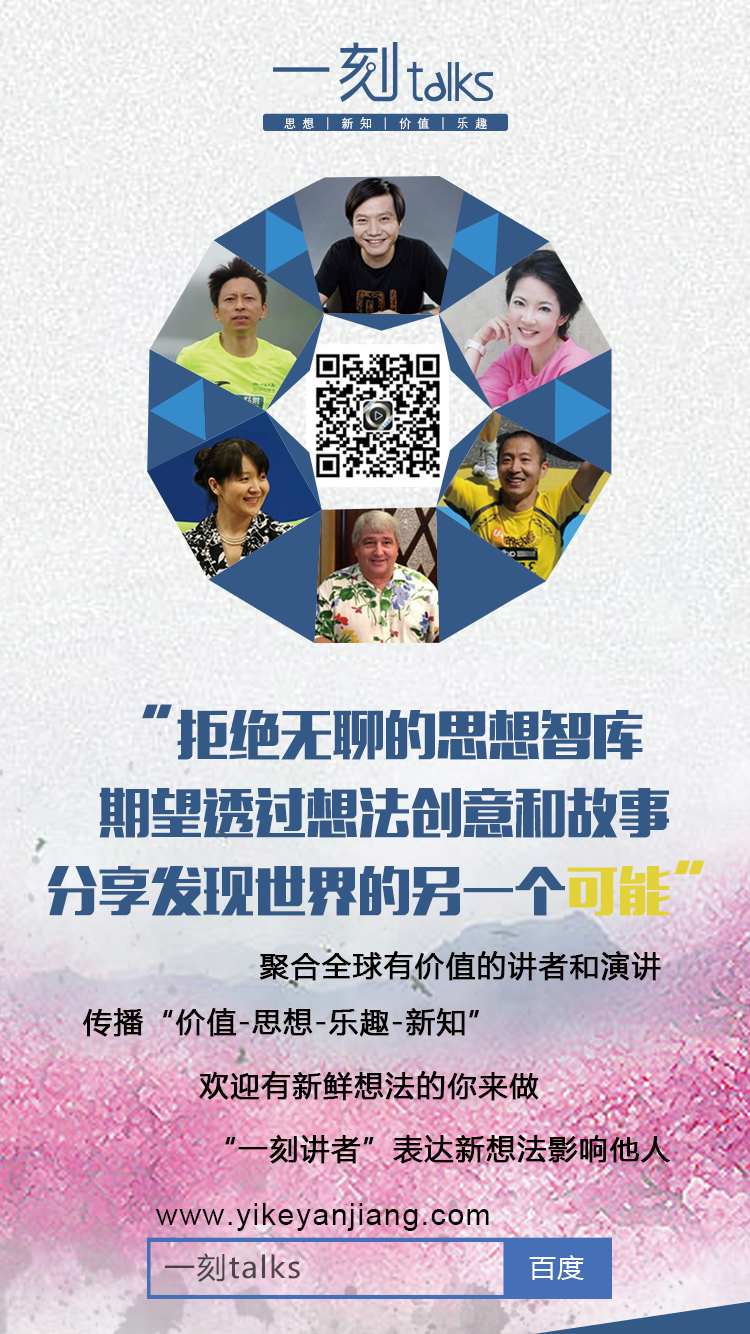 一刻talks
思想|新知|价值|乐趣
“拒绝无聊的思想智库
期望透过想法创意和故事
分享发现世界的另一个可能”
聚合全球有价值的讲者和演讲
传播“价值-思想-乐趣-新知”
欢迎有新鲜想法的你来做
“一刻讲者”表达新想法影响他人
www.yikeyanjiang.com
一刻talks 百度